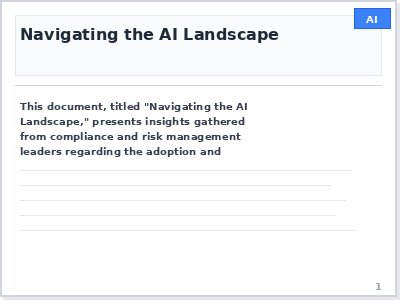 AI
Navigating the AI Landscape
This document, titled "Navigating the AI
Landscape," presents insights gathered
from compliance and risk management
leaders regarding the adoption and
1